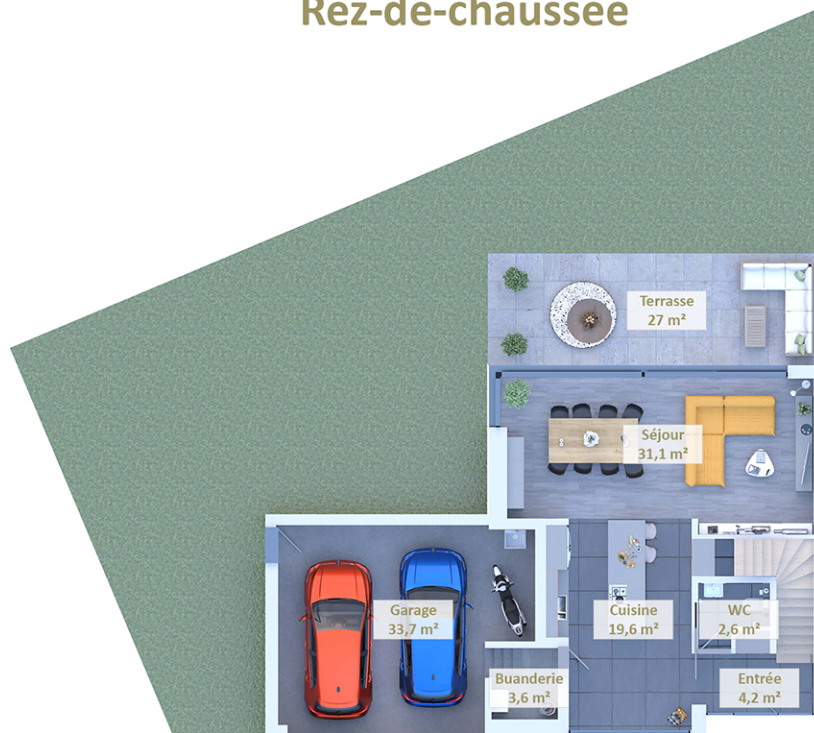 Rez-de-chaussée
Terrasse
27 m²
Séjour
31,1 m²
Garage
33,7 m²
Cuisine
19,6 m²
WC
2,6 m²
Buanderie
3,6 m²
Entrée
4,2 m²